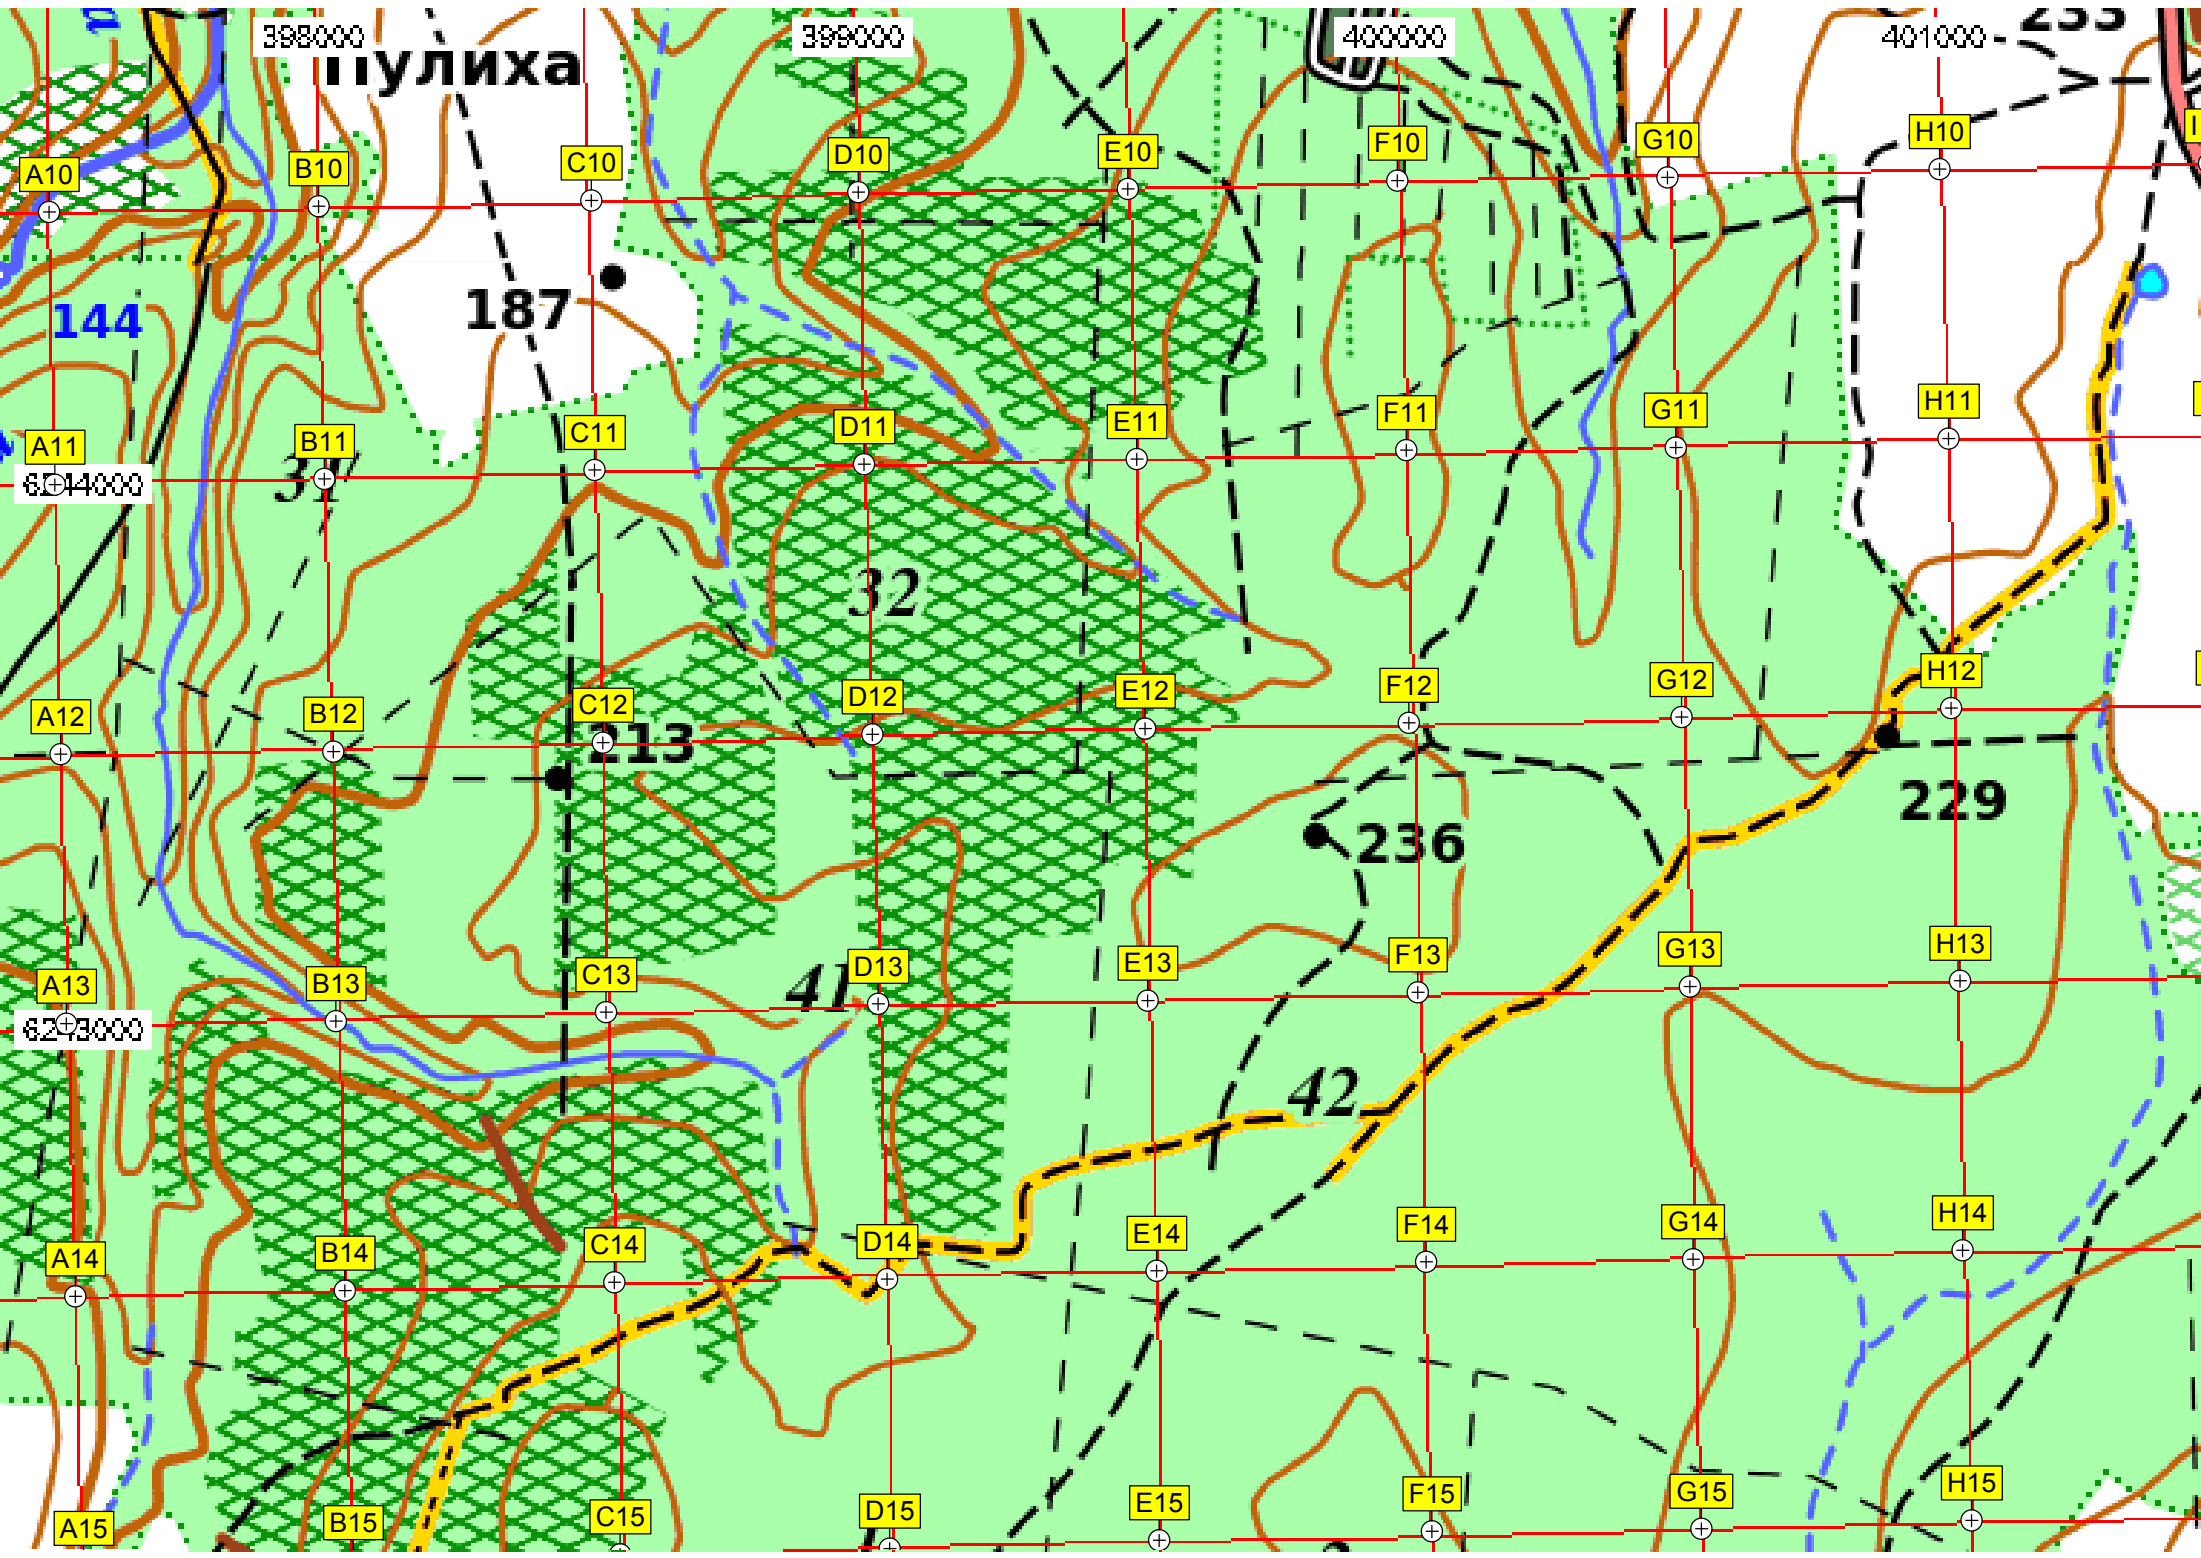 398000 399000 400000 401000 233
Пулиха
A10 B10 C10 D10 E10 F10 G10 H10
187
144
A11 B11 C11 D11 E11 F11 G11 H11
6244000
37
32
A12 B12 C12 D12 E12 F12 G12 H12
213
236
229
A13 B13 C13 D13 E13 F13 G13 H13
41
6243000
42
A14 B14 C14 D14 E14 F14 G14 H14
A15 B15 C15 D15 E15 F15 G15 H15